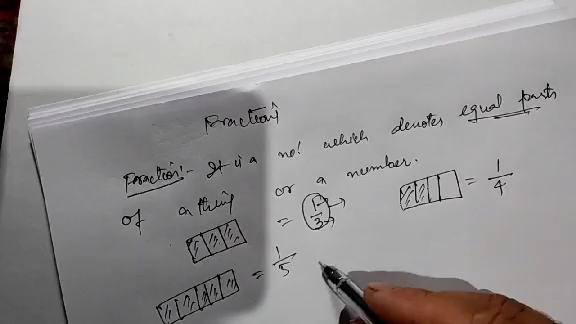 Fraction
Fraction:- It is a no. which denotes equal parts
of a thing or a number.
= 1/3
= 1/4
= 1/5